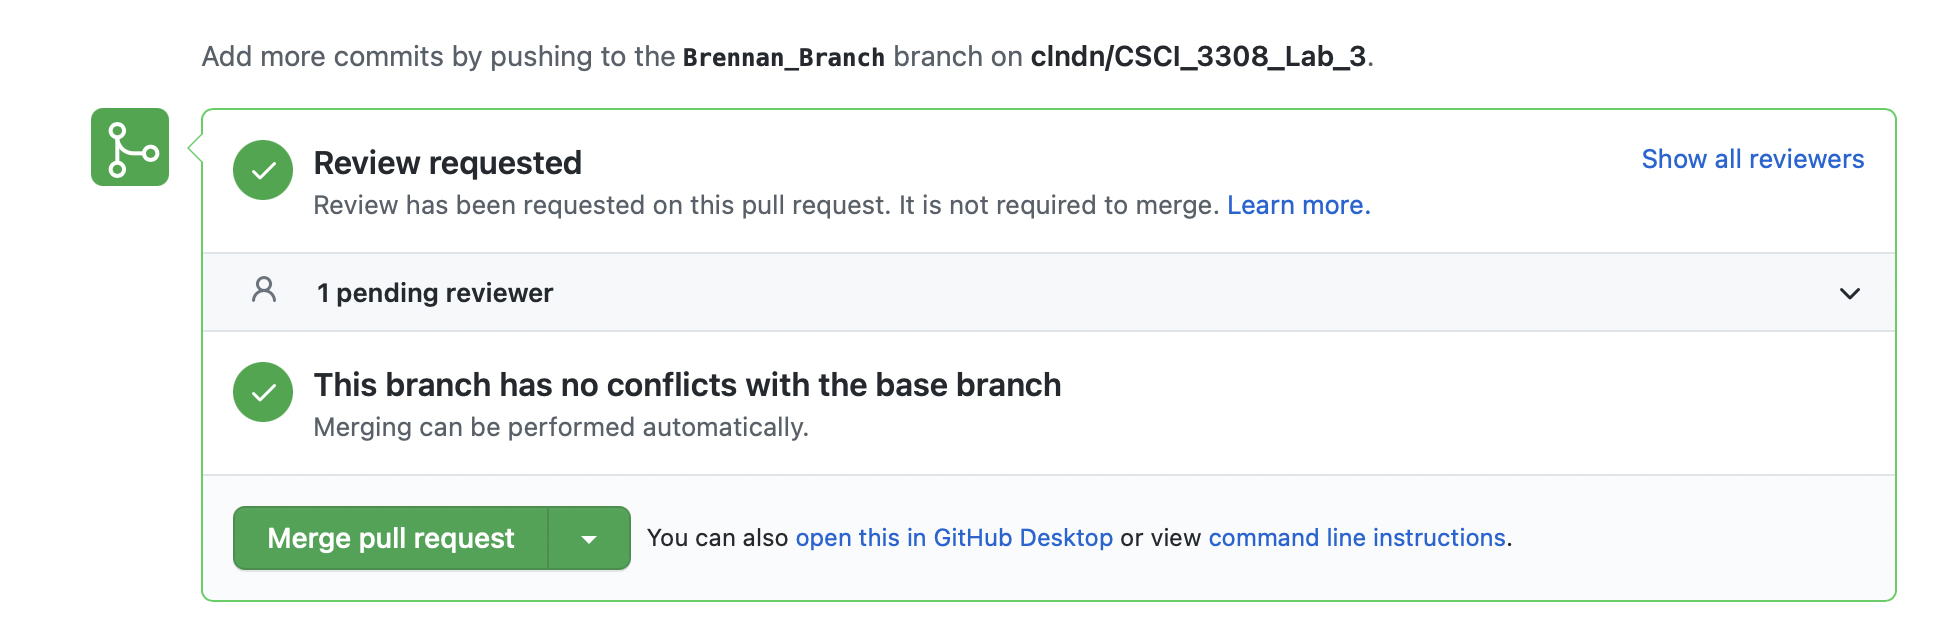 Add more commits by pushing to the Brennan_Branch branch on clndn/CSCI_3308_Lab_3.
Review requested
Show all reviewers
Review has been requested on this pull request. It is not required to merge. Learn more.
1 pending reviewer
This branch has no conflicts with the base branch
Merging can be performed automatically.
Merge pull request
You can also open this in GitHub Desktop or view command line instructions.